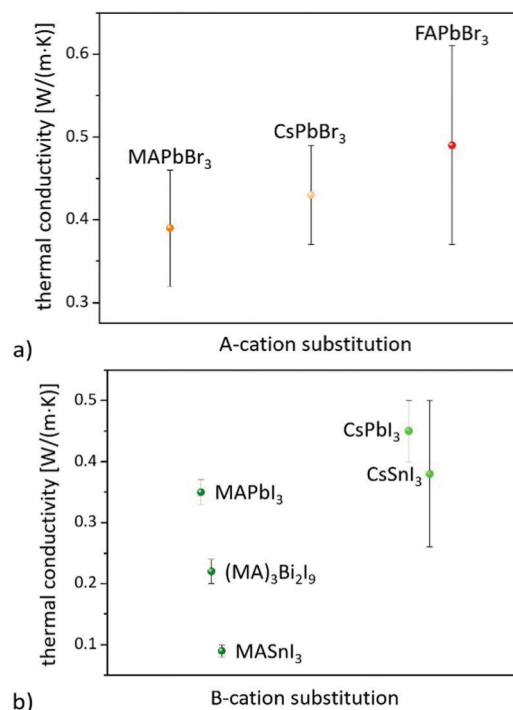 thermal conductivity [W/(m·K)]
0.6
0.5
0.4
0.3
FAPbBr₃
CsPbBr₃
MAPbBr₃
a)
A-cation substitution
thermal conductivity [W/(m·K)]
0.5
0.4
0.3
0.2
0.1
CsPbI₃
CsSnI₃
MAPbI₃
(MA)₃Bi₂I₉
MASnI₃
b)
B-cation substitution